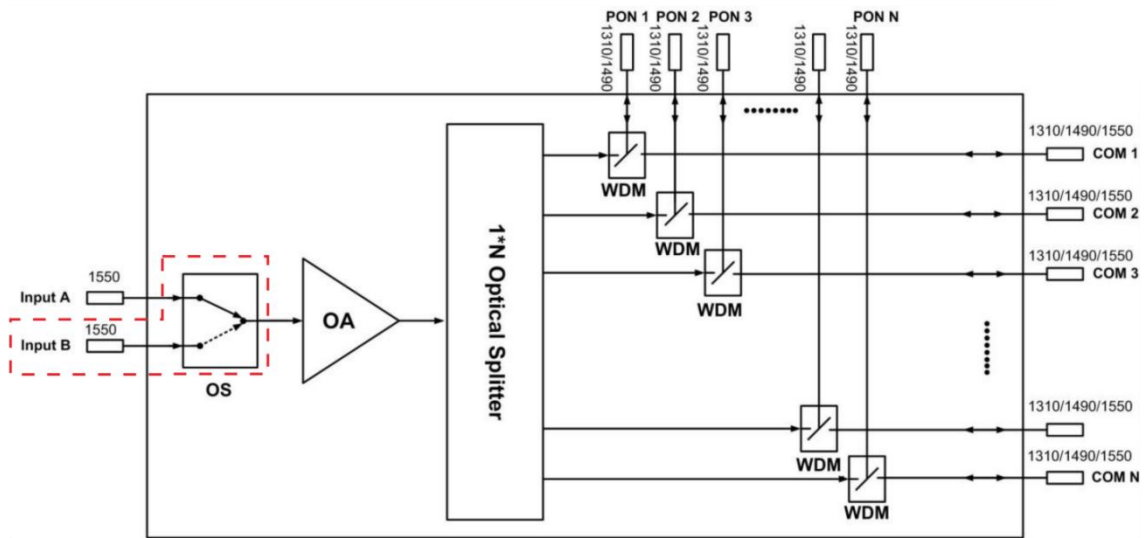 PON 1 PON 2 PON 3 PON N
1310/1490
1310/1490
1310/1490
1310/1490
1310/1490
1310/1490/1550
COM 1
WDM
1310/1490/1550
COM 2
WDM
1310/1490/1550
COM 3
WDM
1550
Input A
1550
Input B
OS
OA
1*N Optical Splitter
1310/1490/1550
WDM
1310/1490/1550
COM N
WDM